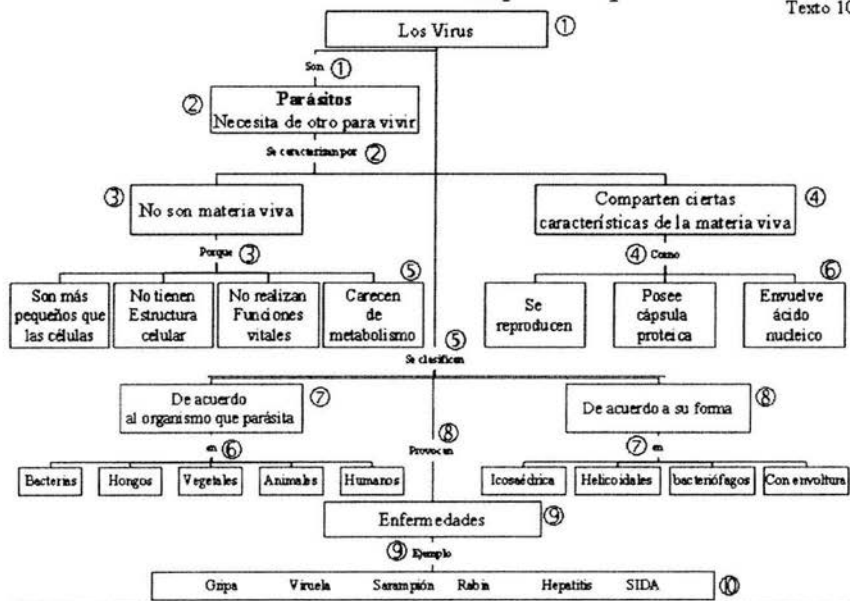 Texto 10
Los Virus ①
Son ①
② Parásitos
Necesita de otro para vivir
Se caracterizan por ②
③ No son materia viva
Comparten ciertas ④
características de la materia viva
Porque ③
④ Como
⑤
⑥
Son más
pequeños que
las células
No tienen
Estructura
celular
No realizan
Funciones
vitales
Carecen
de
metabolismo
Se
reproducen
Posee
cápsula
proteica
Envuelve
ácido
nucleico
⑤
Se clasifican
De acuerdo ⑦
al organismo que parásita
De acuerdo a su forma ⑧
en ⑥
⑧
Provocan
⑦ en
Bacterias Hongos Vegetales Animales Humanos
Icosaédrica Helicoidales bacteriófagos Con envoltura
Enfermedades ⑨
⑨ Ejemplo
Gripa Viruela Sarampión Rabia Hepatitis SIDA ⑩